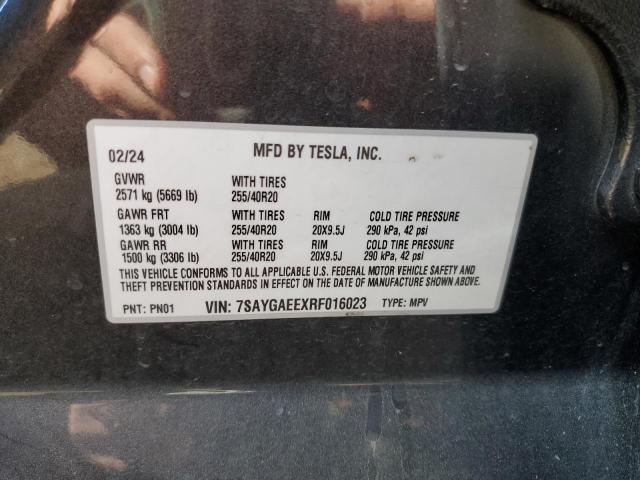 02/24 MFD BY TESLA, INC.
GVWR WITH TIRES
2571 kg (5669 lb) 255/40R20
GAWR FRT WITH TIRES RIM COLD TIRE PRESSURE
1363 kg (3004 lb) 255/40R20 20X9.5J 290 kPa, 42 psi
GAWR RR WITH TIRES RIM COLD TIRE PRESSURE
1500 kg (3306 lb) 255/40R20 20X9.5J 290 kPa, 42 psi
THIS VEHICLE CONFORMS TO ALL APPLICABLE U.S. FEDERAL MOTOR VEHICLE SAFETY AND
THEFT PREVENTION STANDARDS IN EFFECT ON THE DATE OF MANUFACTURE SHOWN ABOVE.
PNT: PN01 VIN: 7SAYGAEEXRF016023 TYPE: MPV